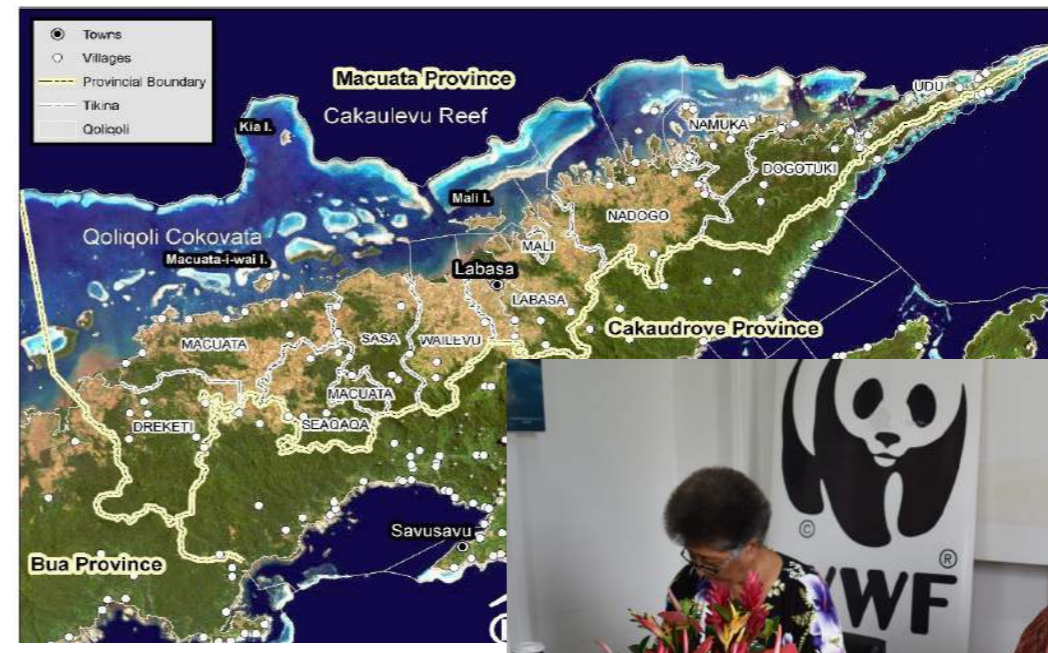 Towns
Villages
Provincial Boundary
Tikina
Qoliqoli
Macuata Province
Cakaulevu Reef
Kia I.
UDU
NAMUKA
DOGOTUKI
Mali I.
NADOGO
Qoliqoli Cokovata
MALI
Macuata-i-wai I.
Labasa
LABASA
Cakaudrove Province
SASA
WAILEVU
MACUATA
MACUATA
DREKETI
SEAQAQA
Savusavu
Bua Province
©
®
WWF